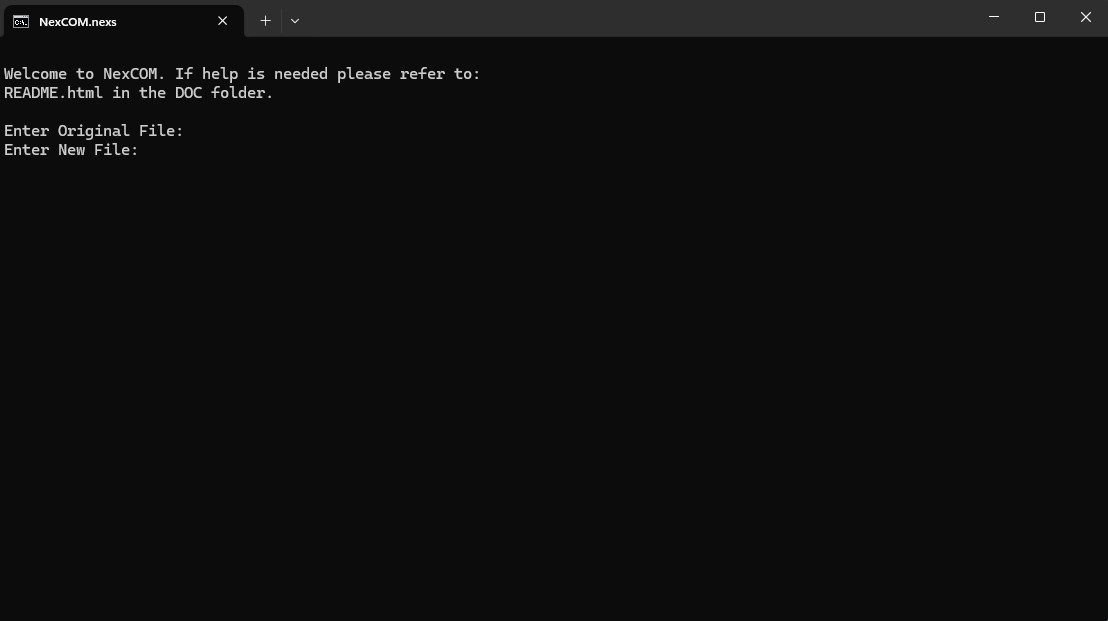 NexCOM.nexs
Welcome to NexCOM. If help is needed please refer to:
README.html in the DOC folder.
Enter Original File:
Enter New File: